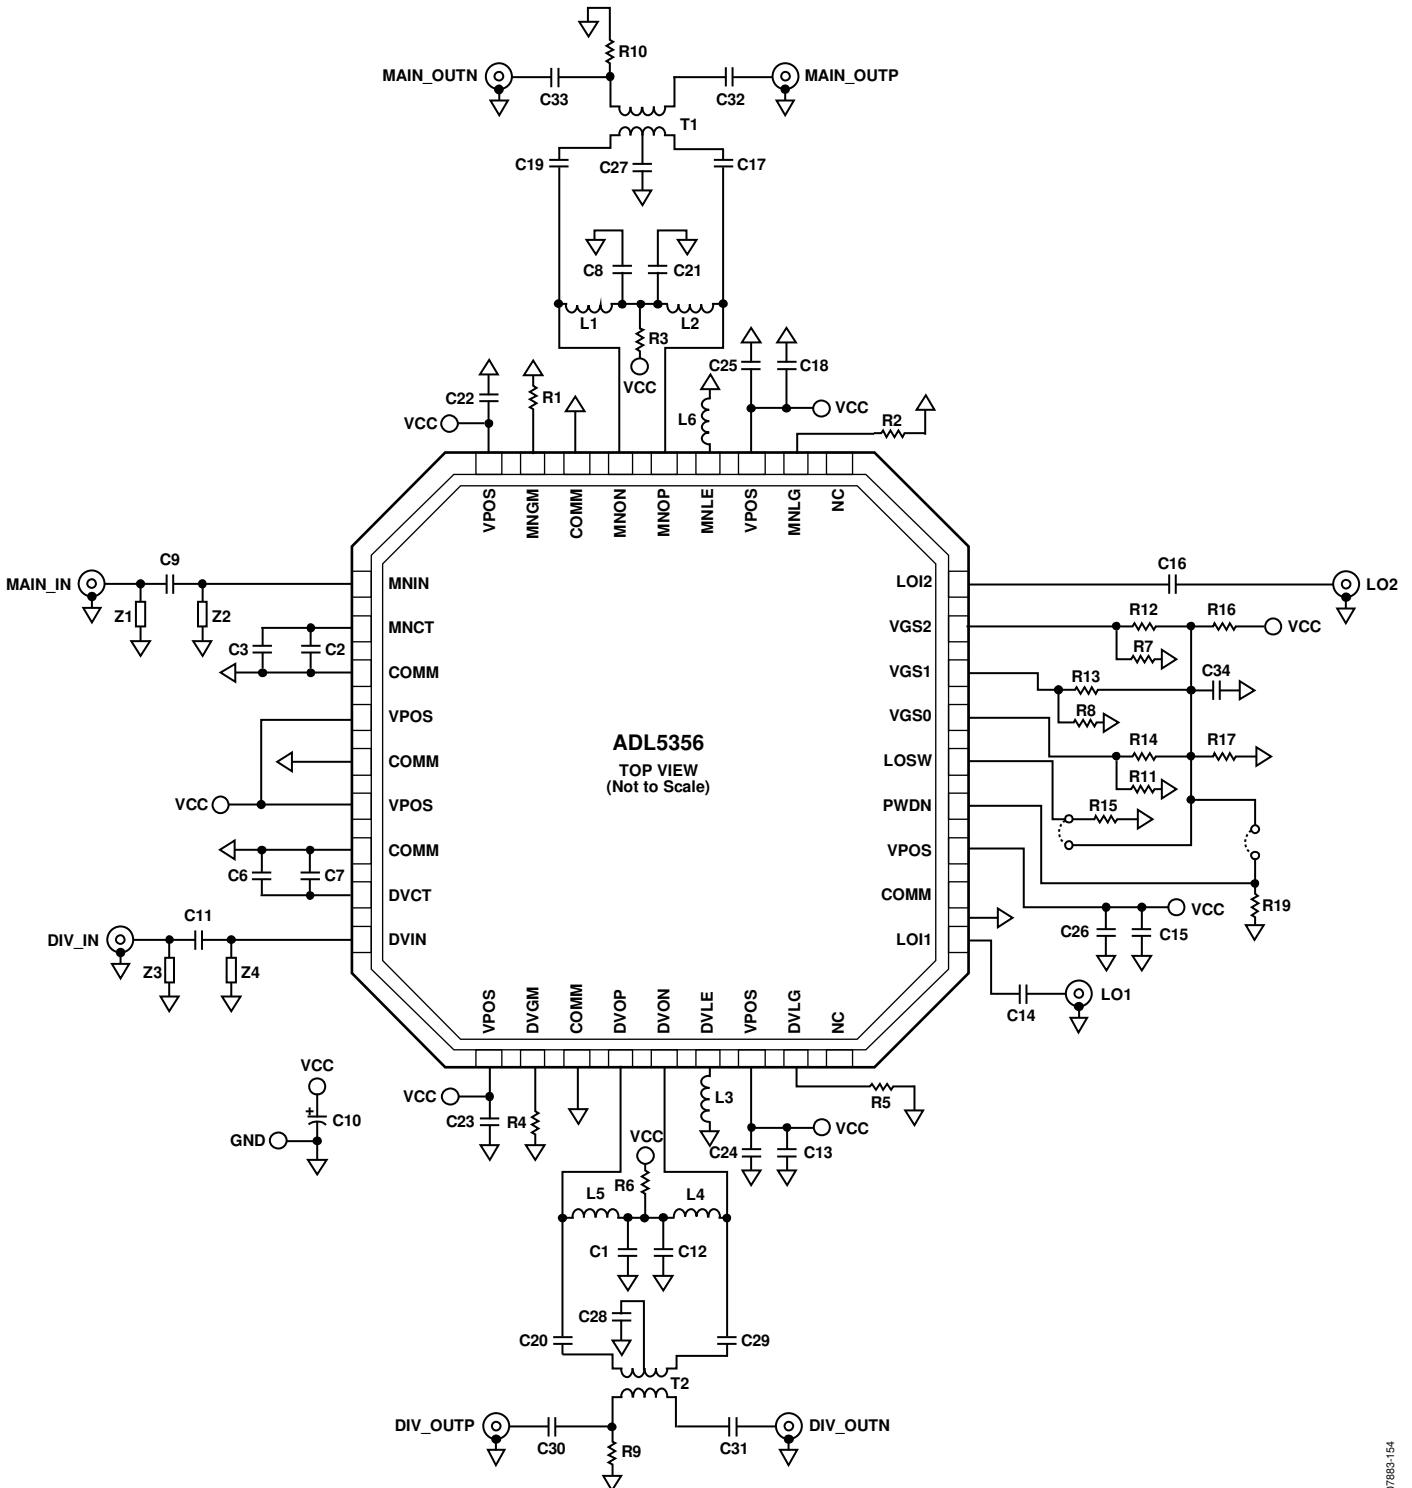 R10
MAIN_OUTN
MAIN_OUTP
C33
C32
T1
C19
C27
C17
C8
C21
L1
L2
R3
VCC
C25
C18
C22
R1
VCC
L6
VCC
R2
VPOS
MNGM
COMM
MNON
MNOP
MNLE
VPOS
MNLG
NC
MAIN_IN
C9
Z1
Z2
C3
C2
VCC
C6
C7
DIV_IN
C11
Z3
Z4
MNIN
MNCT
COMM
VPOS
COMM
VPOS
COMM
DVCT
DVIN
ADL5356
TOP VIEW
(Not to Scale)
LOI2
VGS2
VGS1
VGS0
LOSW
PWDN
VPOS
COMM
LOI1
C16
LO2
R12
R16
VCC
R7
R13
C34
R8
R14
R17
R11
R15
R19
VCC
C26
C15
C14
LO1
VPOS
DVGM
COMM
DVOP
DVON
DVLE
VPOS
DVLG
NC
VCC
C10
GND
VCC
C23
R4
L3
R5
VCC
C24
C13
VCC
R6
L5
L4
C1
C12
C28
C20
C29
T2
DIV_OUTP
DIV_OUTN
C30
C31
R9
07883-154